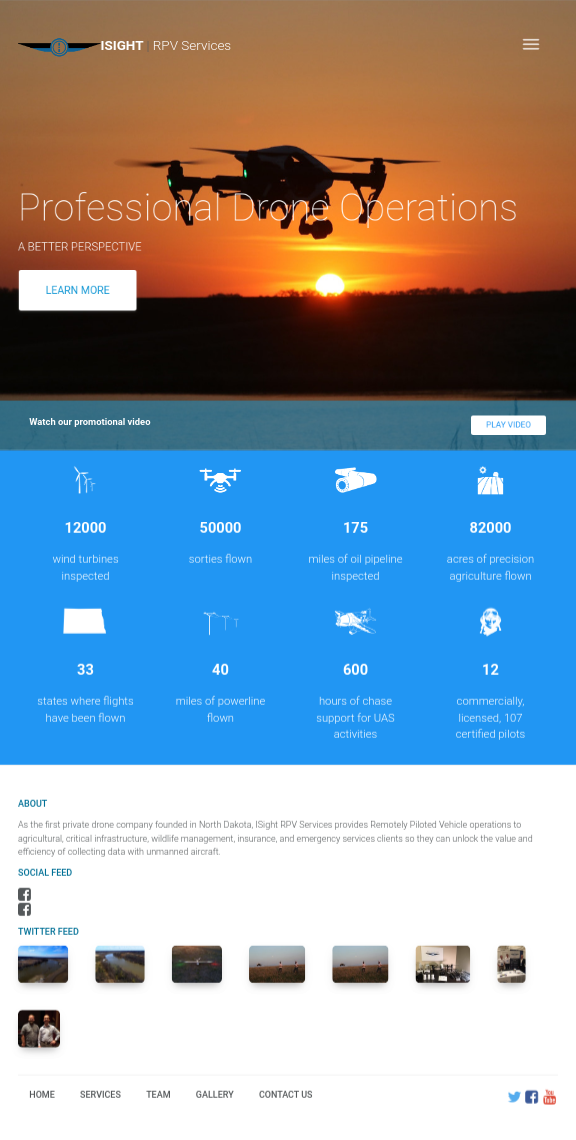 ISIGHT | RPV Services
Professional Drone Operations
A BETTER PERSPECTIVE
LEARN MORE
Watch our promotional video
PLAY VIDEO
12000
wind turbines
inspected
50000
sorties flown
175
miles of oil pipeline
inspected
82000
acres of precision
agriculture flown
33
states where flights
have been flown
40
miles of powerline
flown
600
hours of chase
support for UAS
activities
12
commercially,
licensed, 107
certified pilots
ABOUT
As the first private drone company founded in North Dakota, ISight RPV Services provides Remotely Piloted Vehicle operations to
agricultural, critical infrastructure, wildlife management, insurance, and emergency services clients so they can unlock the value and
efficiency of collecting data with unmanned aircraft.
SOCIAL FEED
TWITTER FEED
HOME SERVICES TEAM GALLERY CONTACT US
You
Tube